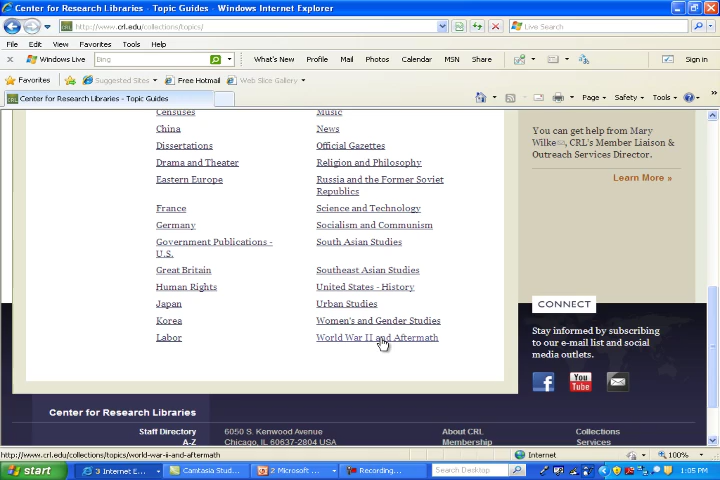 Center for Research Libraries - Topic Guides - Windows Internet Explorer
http://www.crl.edu/collections/topics/
Live Search
File Edit View Favorites Tools Help
Windows Live Bing What's New Profile Mail Photos Calendar MSN Share Sign in
Favorites Suggested Sites Free Hotmail Web Slice Gallery
Center for Research Libraries - Topic Guides
Page Safety Tools
Censuses
China
Dissertations
Drama and Theater
Eastern Europe
France
Germany
Government Publications -
U.S.
Great Britain
Human Rights
Japan
Korea
Labor
Music
News
Official Gazettes
Religion and Philosophy
Russia and the Former Soviet
Republics
Science and Technology
Socialism and Communism
South Asian Studies
Southeast Asian Studies
United States - History
Urban Studies
Women's and Gender Studies
World War II and Aftermath
You can get help from Mary
Wilke, CRL's Member Liaison &
Outreach Services Director.
Learn More »
CONNECT
Stay informed by subscribing
to our e-mail list and social
media outlets.
f
You
Tube
Center for Research Libraries
Staff Directory
A-Z
6050 S. Kenwood Avenue
Chicago, IL 60637-2804 USA
About CRL
Membership
Collections
Services
http://www.crl.edu/collections/topics/world-war-ii-and-aftermath
Internet
100%
start
3 Internet E...
Camtasia Stud...
2 Microsoft ...
Recording...
Search Desktop
1:05 PM